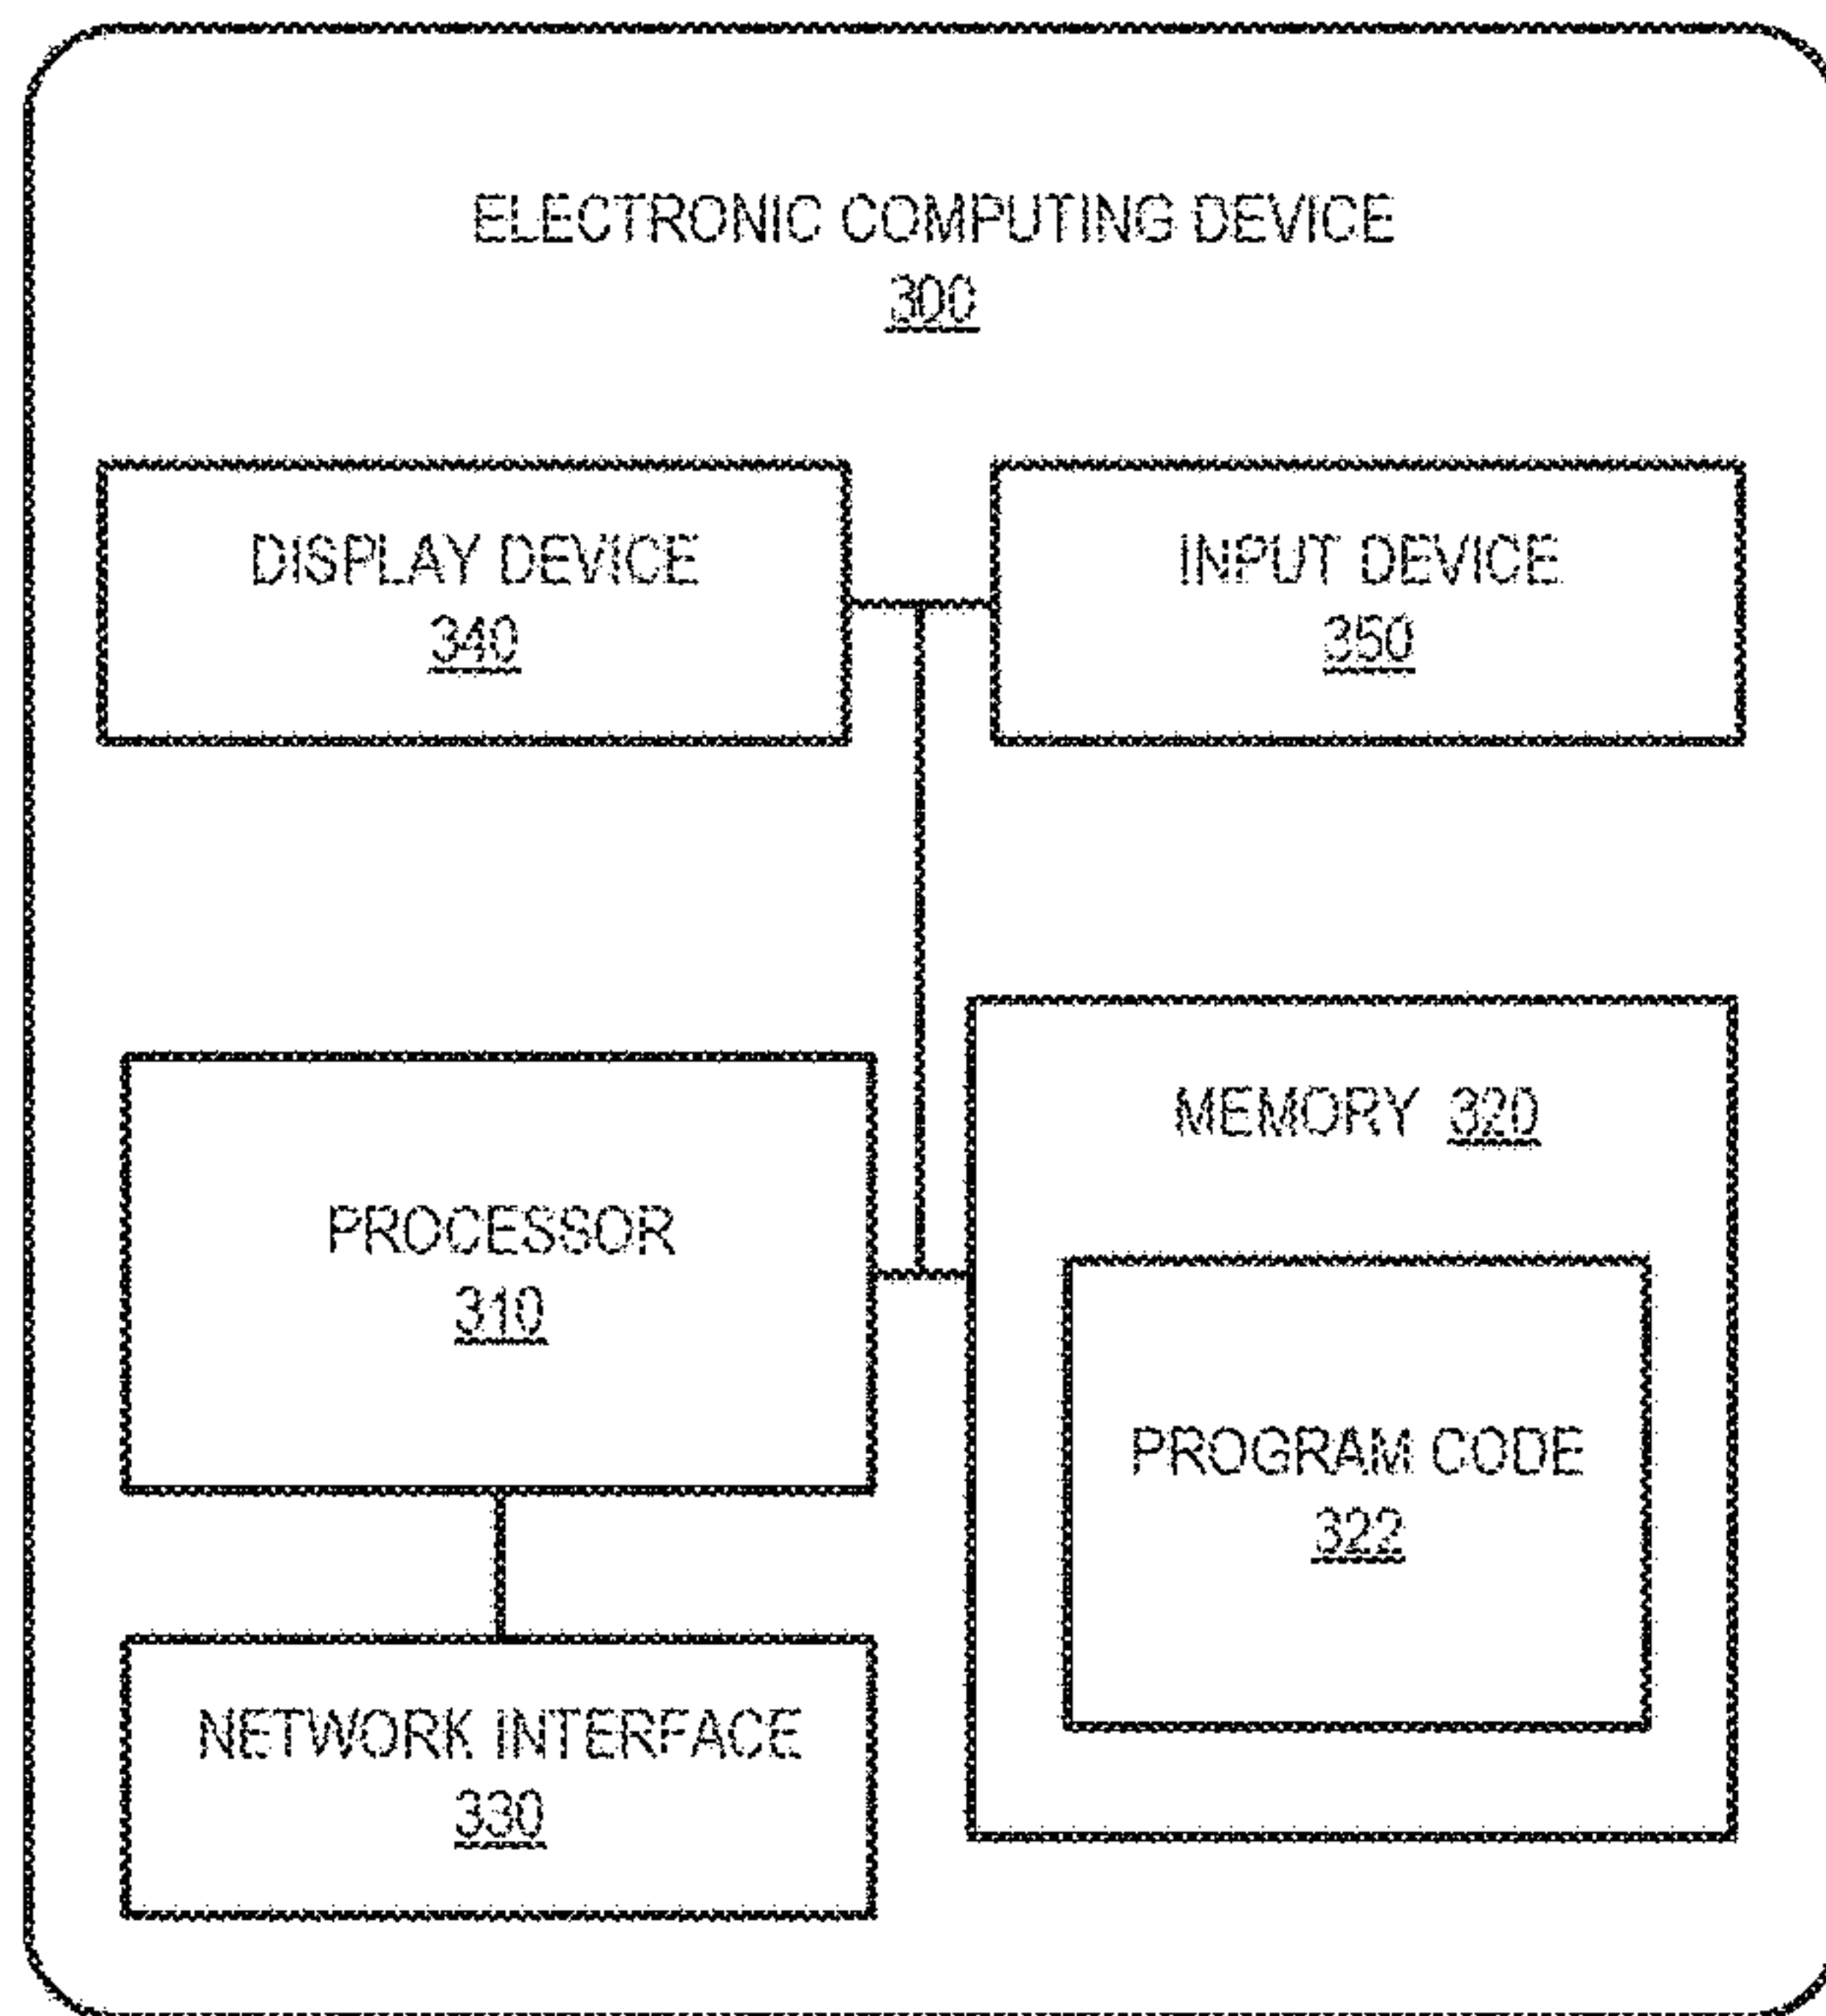 ELECTRONIC COMPUTING DEVICE
300
DISPLAY DEVICE
340
INPUT DEVICE
350
MEMORY 320
PROCESSOR
310
PROGRAM CODE
322
NETWORK INTERFACE
330